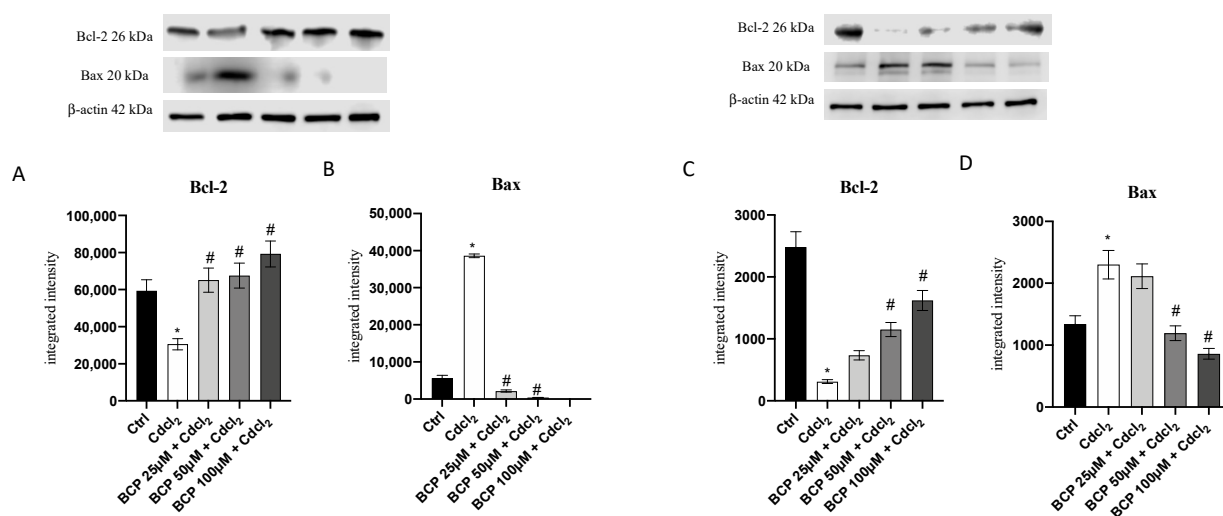 Bcl-2 26 kDa
Bax 20 kDa
β-actin 42 kDa
Bcl-2 26 kDa
Bax 20 kDa
β-actin 42 kDa
A
Bcl-2
integrated intensity
100,000
80,000
60,000
40,000
20,000
0
*
#
#
#
Ctrl
Cdcl2
BCP 25µM + Cdcl2
BCP 50µM + Cdcl2
BCP 100µM + Cdcl2
B
Bax
integrated intensity
50,000
40,000
30,000
20,000
10,000
0
*
#
#
Ctrl
Cdcl2
BCP 25µM + Cdcl2
BCP 50µM + Cdcl2
BCP 100µM + Cdcl2
C
Bcl-2
integrated intensity
3000
2000
1000
0
*
#
#
Ctrl
Cdcl2
BCP 25µM + Cdcl2
BCP 50µM + Cdcl2
BCP 100µM + Cdcl2
D
Bax
integrated intensity
3000
2000
1000
0
*
#
#
Ctrl
Cdcl2
BCP 25µM + Cdcl2
BCP 50µM + Cdcl2
BCP 100µM + Cdcl2